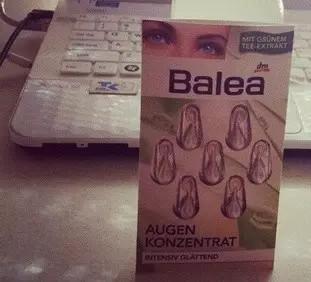 MIT GRÜNEM
TEE-EXTRAKT
Balea
dm
AUGEN
KONZENTRAT
INTENSIV GLÄTTEND